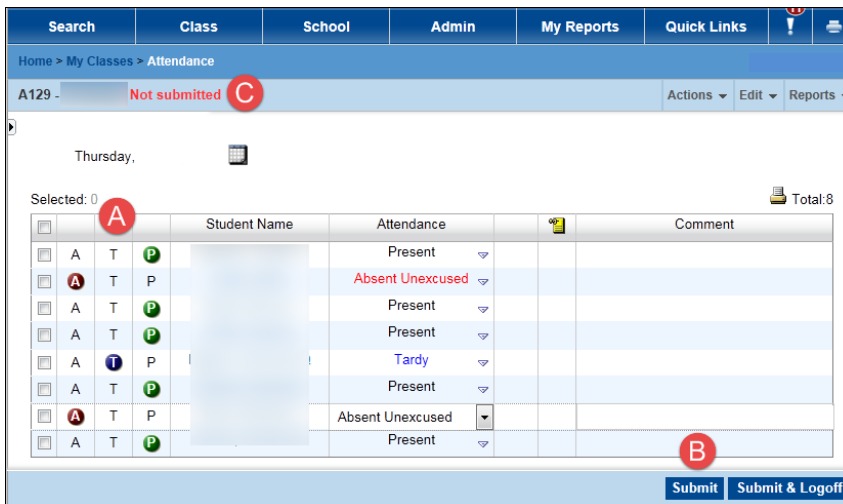 Search Class School Admin My Reports Quick Links 11 !
Home > My Classes > Attendance
A129 - Not submitted C Actions Edit Reports
Thursday,
Selected: 0 Total:8
A
Student Name Attendance Comment
A T P Present
A T P Absent Unexcused
A T P Present
A T P Present
A T P Tardy
A T P Present
A T P Absent Unexcused
A T P Present
B
Submit Submit & Logoff